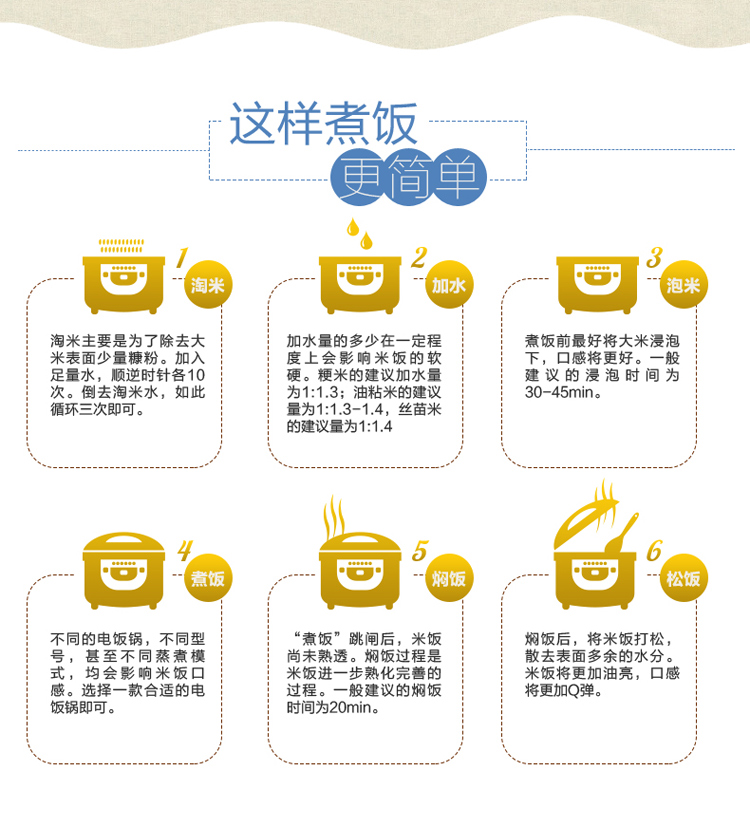 这样煮饭
更简单
1
淘米
淘米主要是为了除去大
米表面少量糠粉。加入
足量水，顺逆时针各10
次。倒去淘米水，如此
循环三次即可。
2
加水
加水量的多少在一定程
度上会影响米饭的软
硬。粳米的建议加水量
为1:1.3；油粘米的建议
量为1:1.3-1.4，丝苗米
的建议量为1:1.4
3
泡米
煮饭前最好将大米浸泡
下，口感将更好。一般
建议的浸泡时间为
30-45min。
4
煮饭
不同的电饭锅，不同型
号，甚至不同蒸煮模
式，均会影响米饭口
感。选择一款合适的电
饭锅即可。
5
焖饭
“煮饭”跳闸后，米饭
尚未熟透。焖饭过程是
米饭进一步熟化完善的
过程。一般建议的焖饭
时间为20min。
6
松饭
焖饭后，将米饭打松，
散去表面多余的水分。
米饭将更加油亮，口感
将更加Q弹。